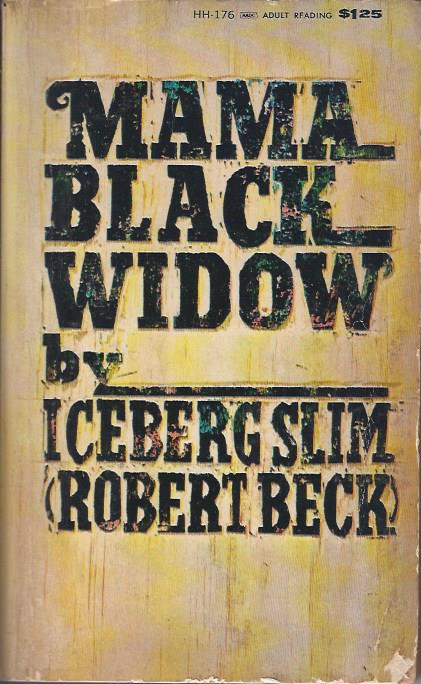 HH-176 ADULT READING $125
MAMA
BLACK
WIDOW
by
ICEBERG SLIM
(ROBERT BECK)